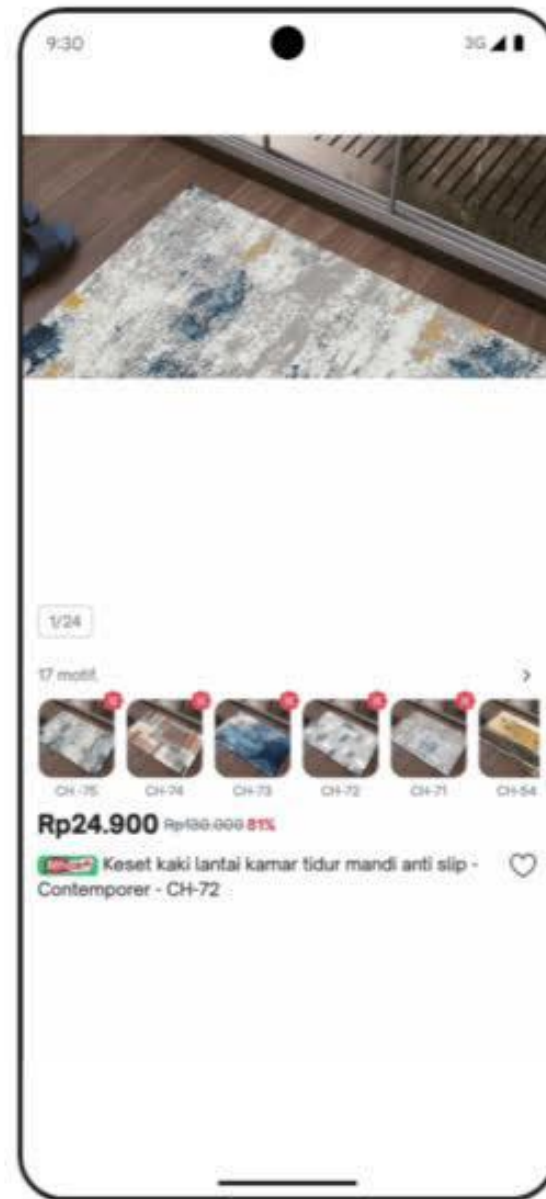 9:30
3G
1/24
17 motif.
CH -75
CH-74
CH-73
CH-72
CH-71
CH-54
Rp24.900 Rp130.000 81%
Keset kaki lantai kamar tidur mandi anti slip -
Contemporer - CH-72